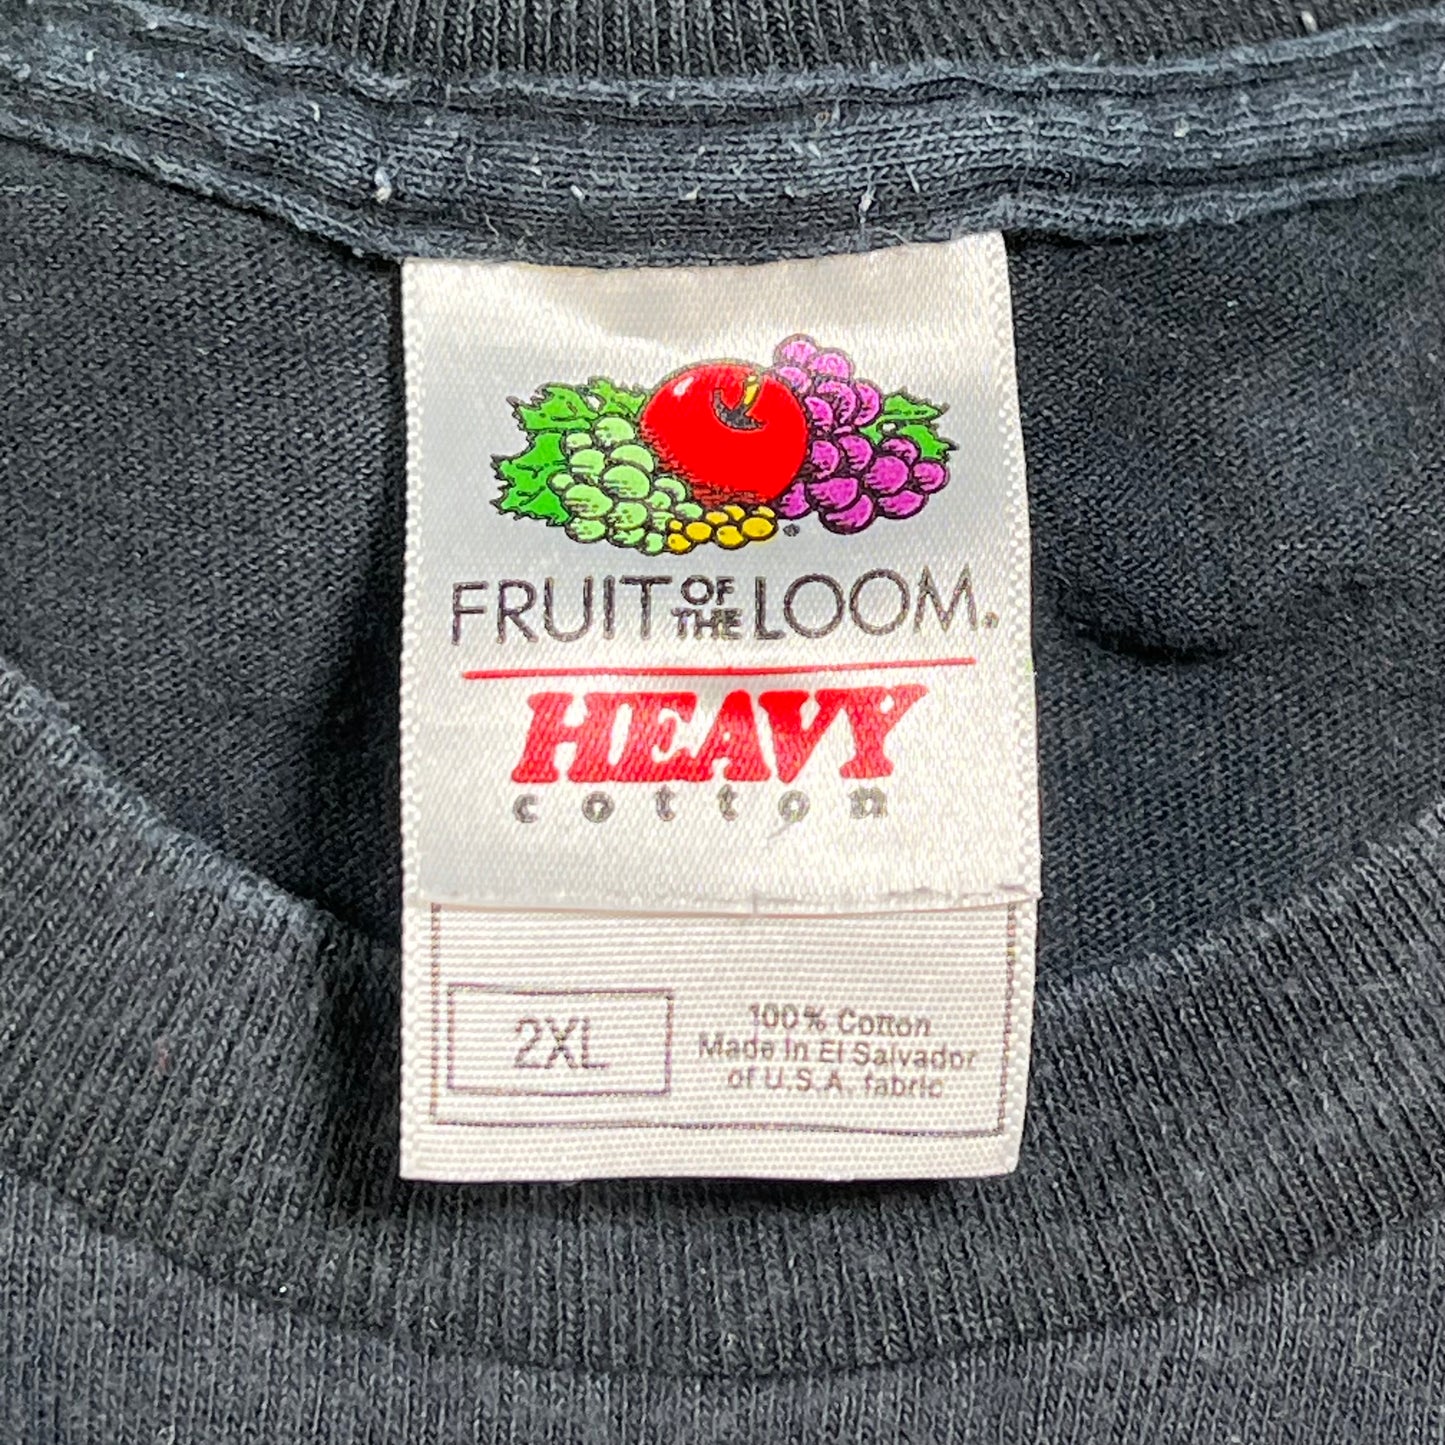 FRUIT OF THE LOOM®
HEAVY
cotton
2XL
100% Cotton
Made in El Salvador
of U.S.A. fabric